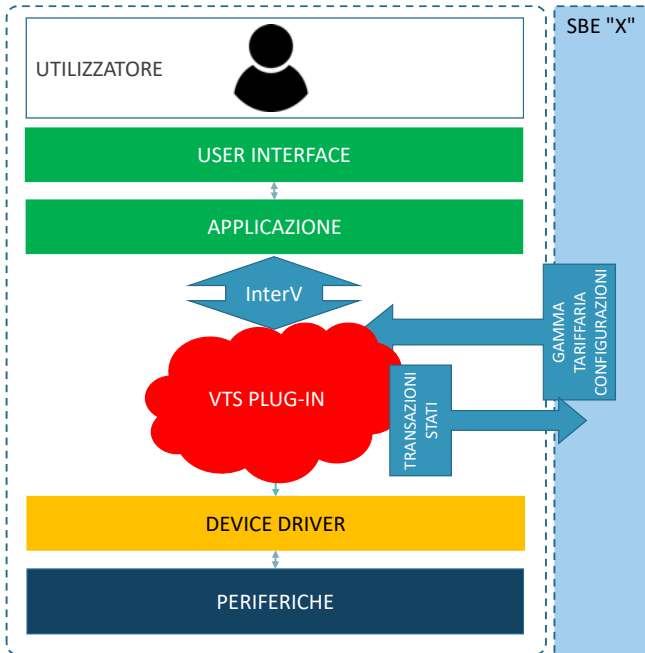 SBE "X"
UTILIZZATORE
USER INTERFACE
APPLICAZIONE
InterV
GAMMA
TARIFFARIA
CONFIGURAZIONI
VTS PLUG-IN
TRANSAZIONI
STATI
DEVICE DRIVER
PERIFERICHE